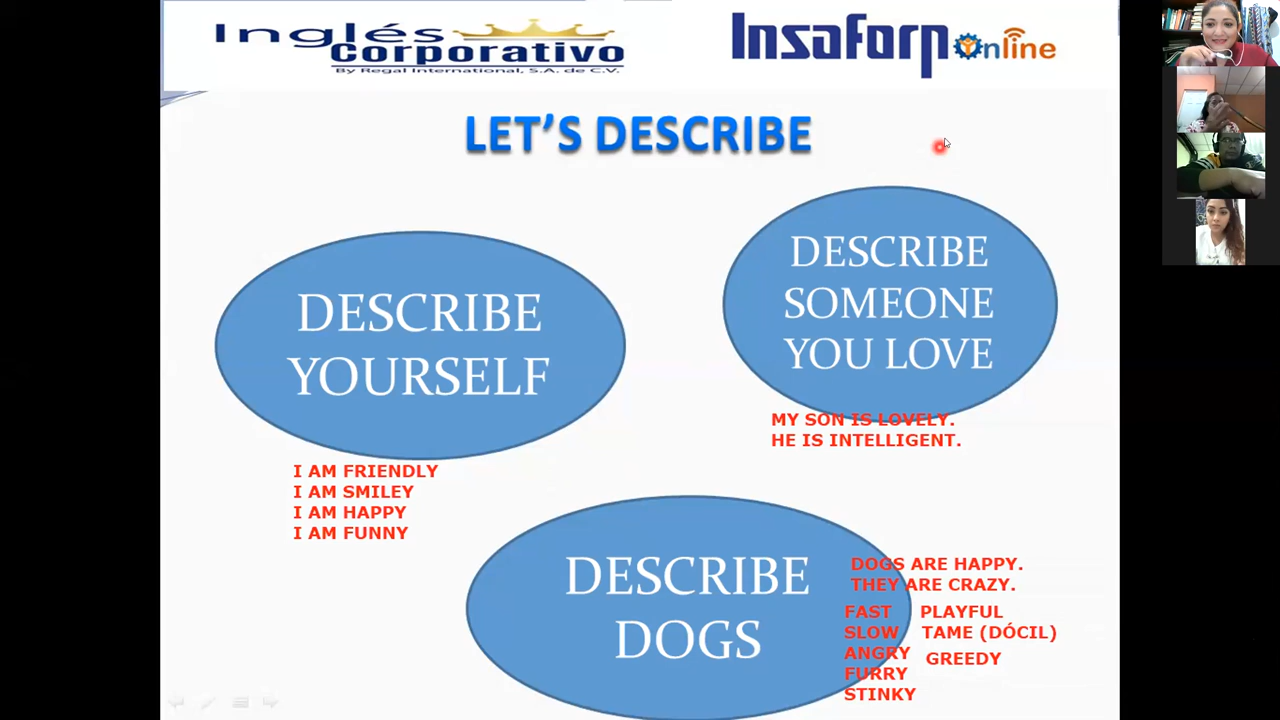 Inglés
Corporativo
By Regal International, S.A. de C.V.
Insaforp
Online
LET'S DESCRIBE
DESCRIBE
YOURSELF
I AM FRIENDLY
I AM SMILEY
I AM HAPPY
I AM FUNNY
DESCRIBE
SOMEONE
YOU LOVE
MY SON IS LOVELY.
HE IS INTELLIGENT.
DESCRIBE
DOGS
DOGS ARE HAPPY.
THEY ARE CRAZY.
FAST
SLOW
ANGRY
FURRY
STINKY
PLAYFUL
TAME (DÓCIL)
GREEDY